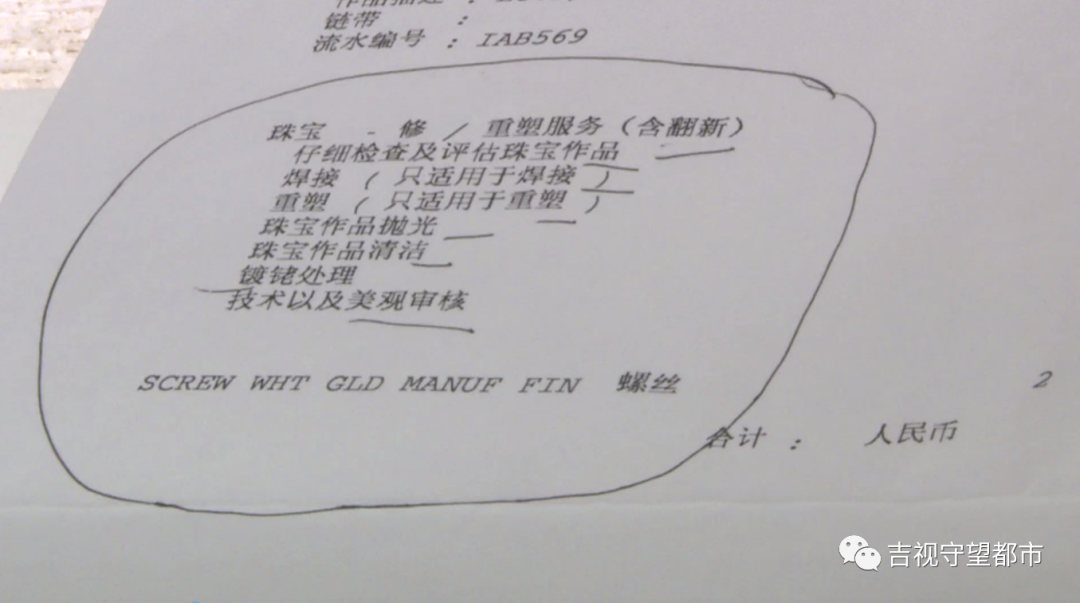 链带 :
流水编号 : IAB569
珠宝 - 修 / 重塑服务 (含翻新)
仔细检查及评估珠宝作品
焊接 ( 只适用于焊接 )
重塑 ( 只适用于重塑 )
珠宝作品抛光
珠宝作品清洁
镀铑处理
技术以及美观审核
SCREW WHT GLD MANUF FIN 螺丝 2
合计 : 人民币
吉视守望都市